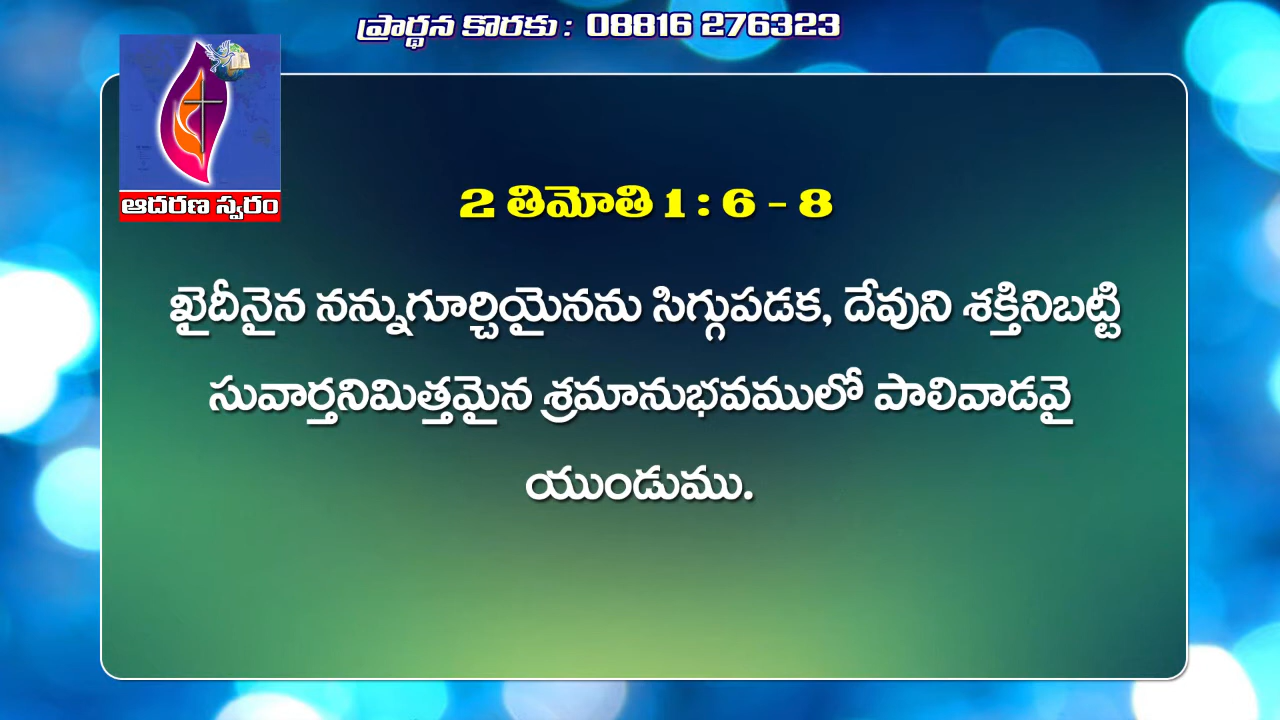 ప్రార్థన కొరకు : 08816 276323
ఆదరణ స్వరం
2 తిమోతి 1 : 6 - 8
ఖైదీనైన నన్నుగూర్చియైనను సిగ్గుపడక, దేవుని శక్తినిబట్టి
సువార్తనిమిత్తమైన శ్రమానుభవములో పాలివాడవై
యుండుము.